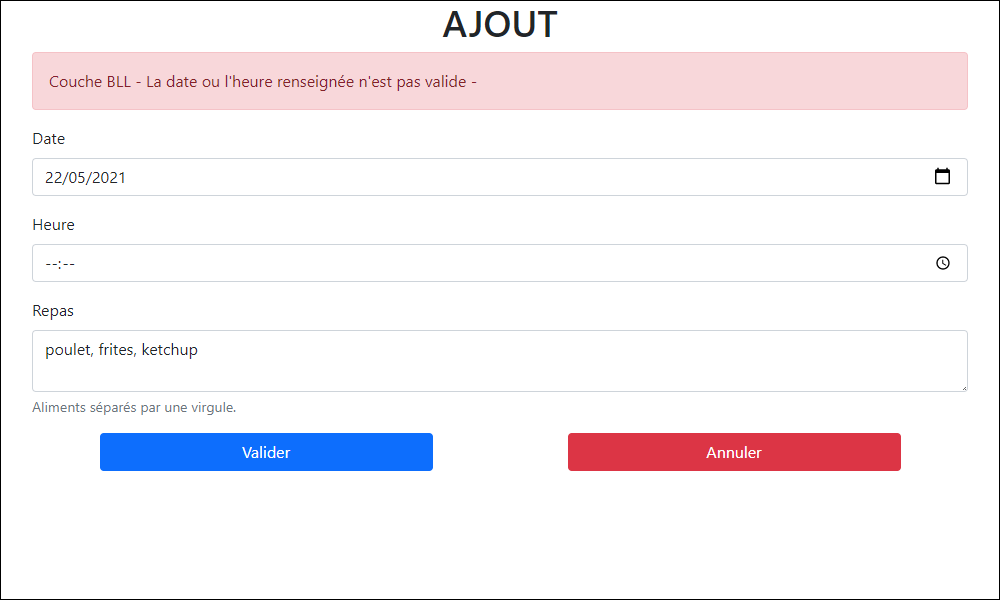 AJOUT
Couche BLL - La date ou l'heure renseignée n'est pas valide -
Date
22/05/2021
Heure
--:--
Repas
poulet, frites, ketchup
Aliments séparés par une virgule.
Valider
Annuler